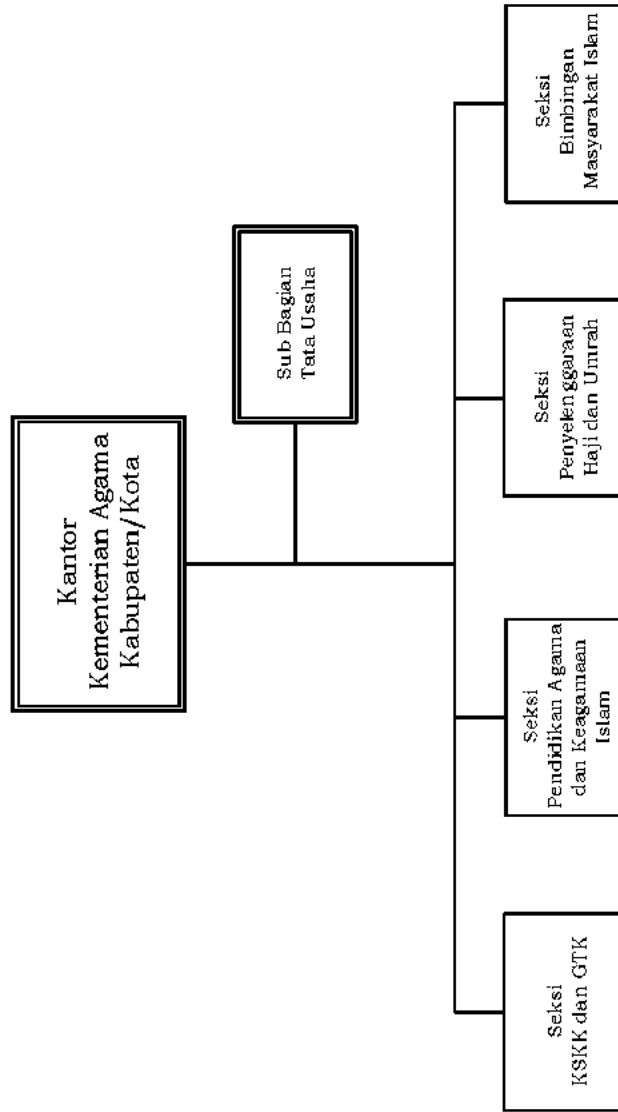 Kantor
Kementerian Agama
Kabupaten/Kota
Sub Bagian
Tata Usaha
Seksi
KSKK dan GTK
Seksi
Pendidikan Agama
dan Keagamaan
Islam
Seksi
Penyelenggaraan
Haji dan Umrah
Seksi
Bimbingan
Masyarakat Islam